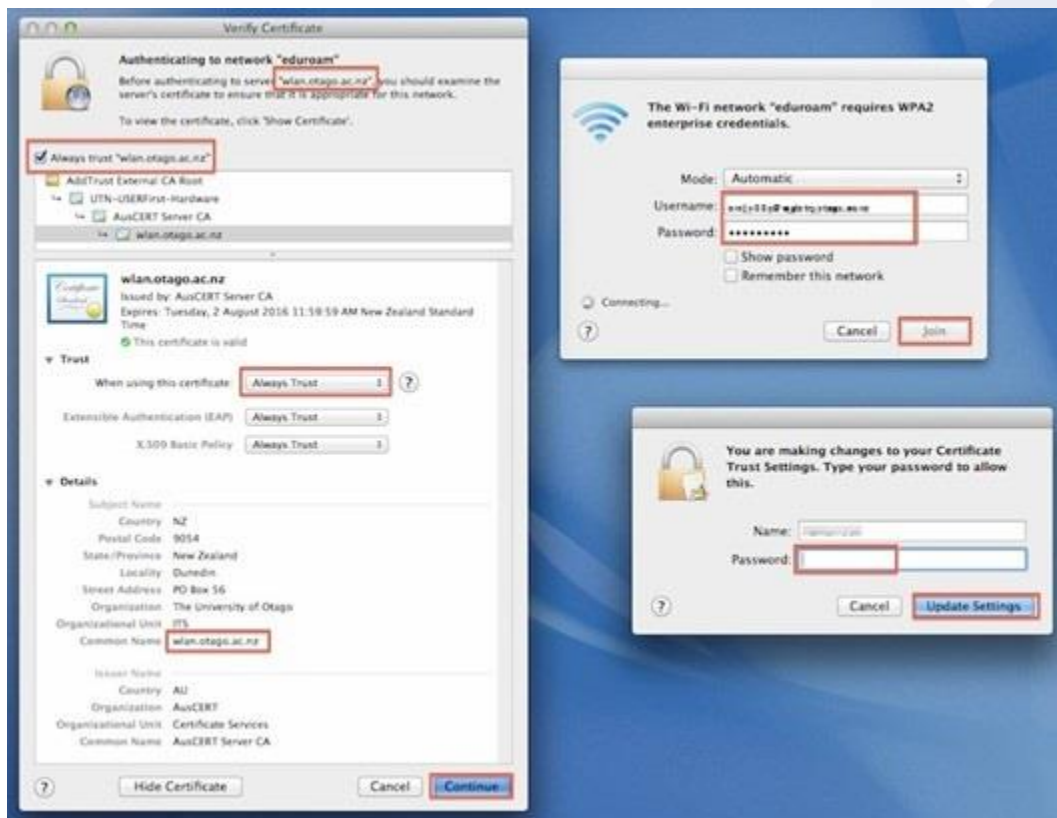 Verify Certificate
Authenticating to network "eduroam"
Before authenticating to server "wlan.otago.ac.nz", you should examine the
server's certificate to ensure that it is appropriate for this network.
To view the certificate, click 'Show Certificate'.
Always trust "wlan.otago.ac.nz"
AddTrust External CA Root
UTN-USERFirst-Hardware
AusCERT Server CA
wlan.otago.ac.nz
Certificate
wlan.otago.ac.nz
Issued by: AusCERT Server CA
Expires: Tuesday, 2 August 2016 11:59:59 AM New Zealand Standard
Time
This certificate is valid
Trust
When using this certificate: Always Trust ?
Extensible Authentication (EAP) Always Trust
X.509 Basic Policy Always Trust
Details
Subject Name
Country NZ
Postal Code 9054
State/Province New Zealand
Locality Dunedin
Street Address PO Box 56
Organization The University of Otago
Organizational Unit ITS
Common Name wlan.otago.ac.nz
Issuer Name
Country AU
Organization AusCERT
Organizational Unit Certificate Services
Common Name AusCERT Server CA
? Hide Certificate Cancel Continue
The Wi-Fi network "eduroam" requires WPA2
enterprise credentials.
Mode: Automatic
Username:
Password: •••••••••
Show password
Remember this network
Connecting...
? Cancel Join
You are making changes to your Certificate
Trust Settings. Type your password to allow
this.
Name:
Password:
? Cancel Update Settings